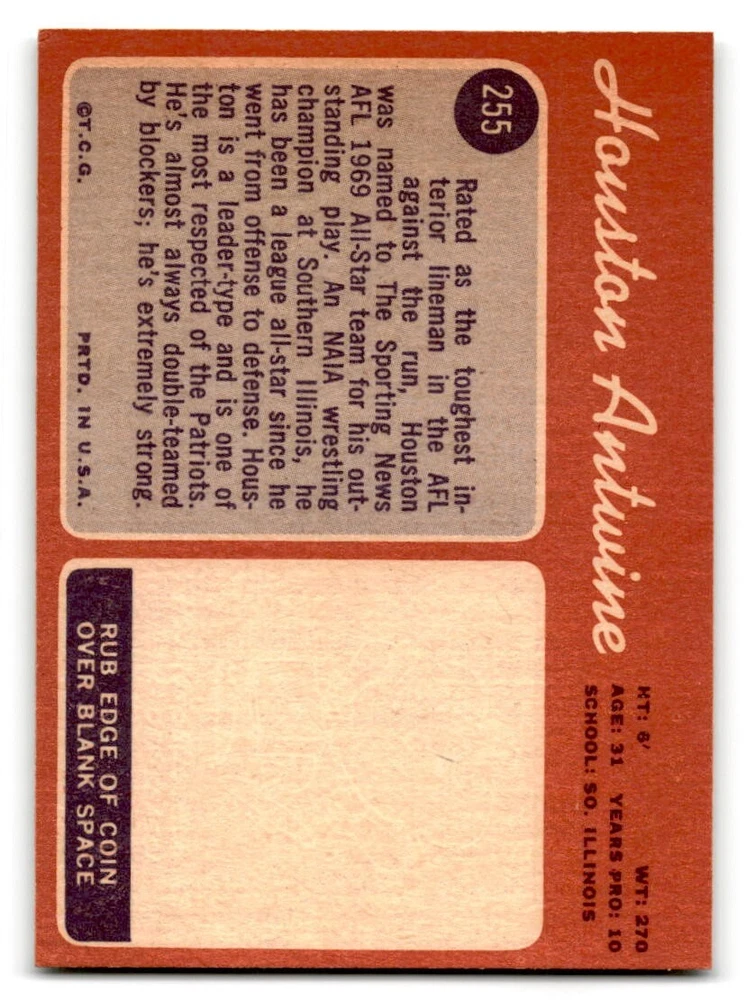 Houston Antwine
HT: 6' WT: 270
AGE: 31 YEARS PRO: 10
SCHOOL: SO. ILLINOIS
255
Rated as the toughest in-
terior lineman in the AFL
against the run, Houston
was named to The Sporting News
AFL 1969 All-Star team for his out-
standing play. An NAIA wrestling
champion at Southern Illinois, he
has been a league all-star since he
went from offense to defense. Hous-
ton is a leader-type and is one of
the most respected of the Patriots.
He's almost always double-teamed
by blockers; he's extremely strong.
©T.C.G. PRTD. IN U.S.A.
RUB EDGE OF COIN
OVER BLANK SPACE